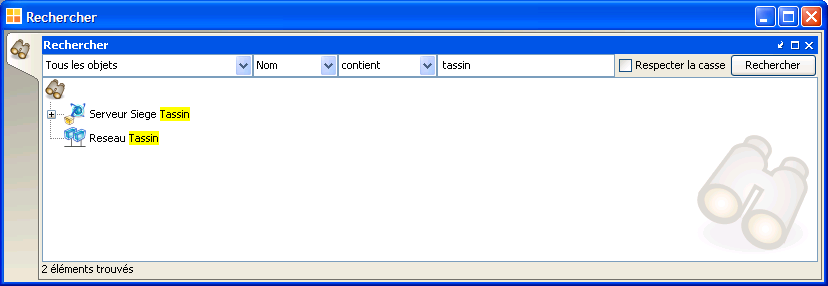 Rechercher
Rechercher
Tous les objets Nom contient tassin Respecter la casse Rechercher
Serveur Siege Tassin
Reseau Tassin
2 éléments trouvés